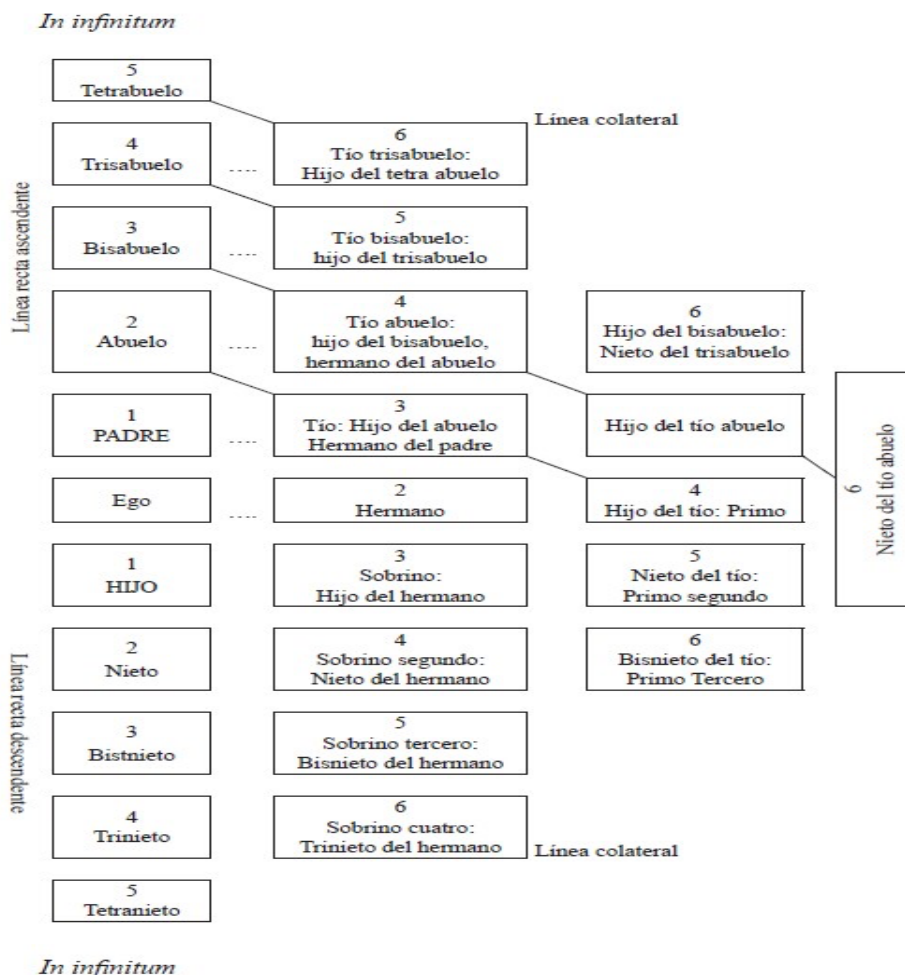 In infinitum
5
Tetrabuelo
Línea colateral
6
Tío trisabuelo:
Hijo del tetra abuelo
4
Trisabuelo
....
5
Tío bisabuelo:
hijo del trisabuelo
3
Bisabuelo
....
Línea recta ascendente
4
Tío abuelo:
hijo del bisabuelo,
hermano del abuelo
6
Hijo del bisabuelo:
Nieto del trisabuelo
2
Abuelo
....
3
Tío: Hijo del abuelo
Hermano del padre
Hijo del tío abuelo
1
PADRE
....
6
Nieto del tío abuelo
Ego
....
2
Hermano
4
Hijo del tío: Primo
1
HIJO
3
Sobrino:
Hijo del hermano
5
Nieto del tío:
Primo segundo
2
Nieto
4
Sobrino segundo:
Nieto del hermano
6
Bisnieto del tío:
Primo Tercero
Línea recta descendente
3
Bistnieto
5
Sobrino tercero:
Bisnieto del hermano
4
Trinieto
6
Sobrino cuatro:
Trinieto del hermano
Línea colateral
5
Tetranieto
In infinitum